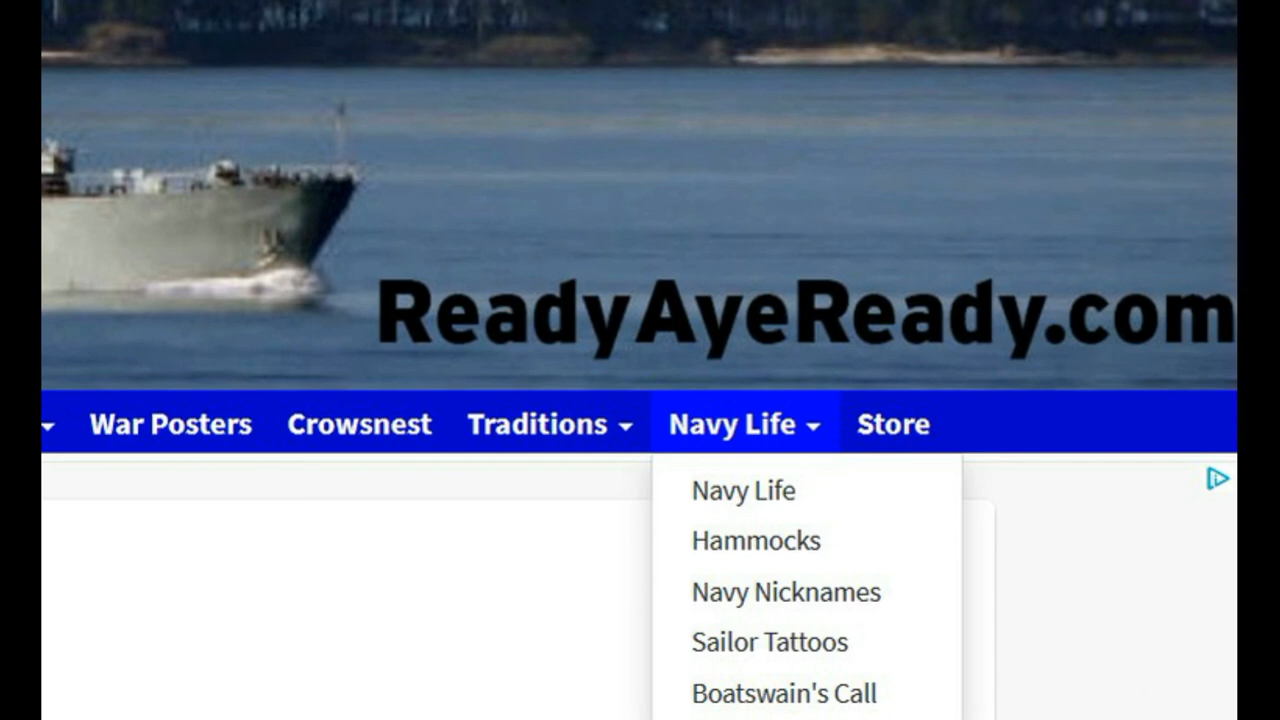 ReadyAyeReady.com
War Posters Crowsnest Traditions Navy Life Store
Navy Life
Hammocks
Navy Nicknames
Sailor Tattoos
Boatswain's Call